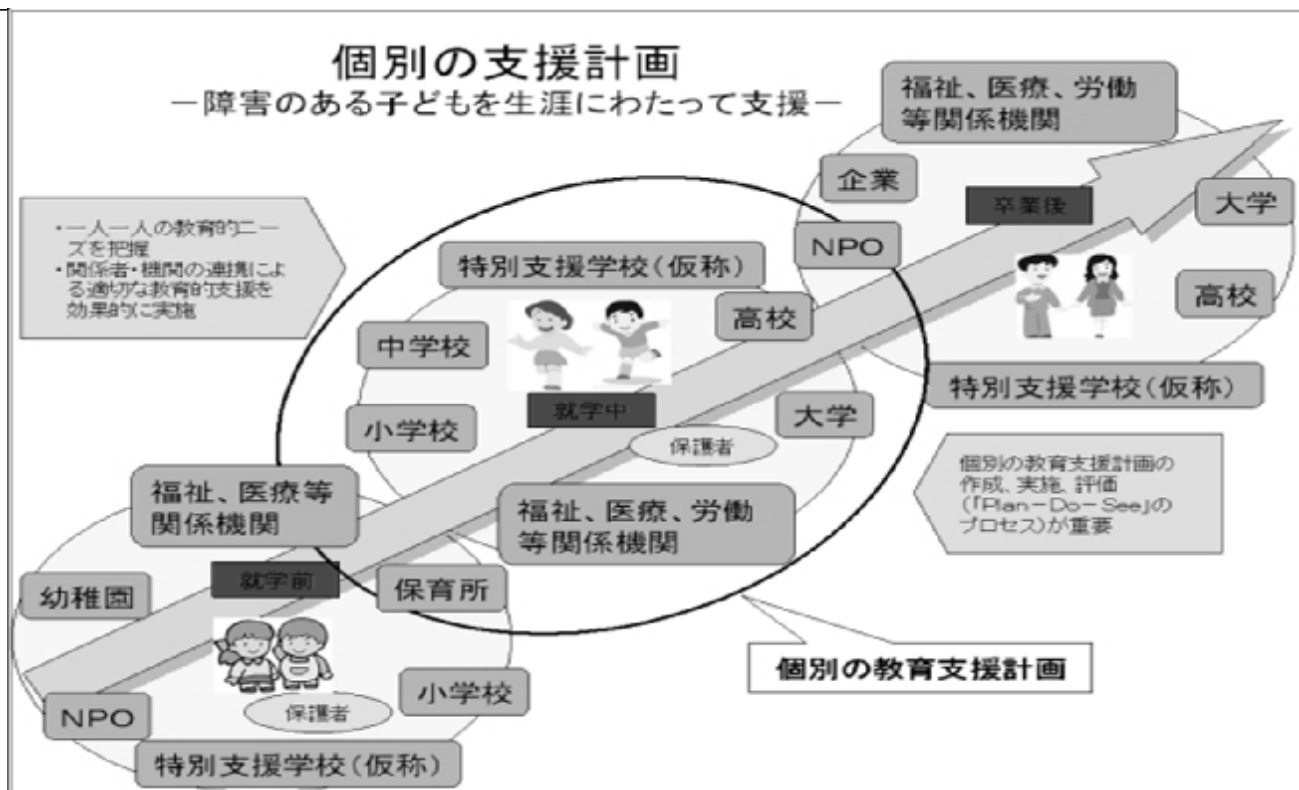 個別の支援計画
－障害のある子どもを生涯にわたって支援－
・一人一人の教育的ニー
ズを把握
・関係者・機関の連携によ
る適切な教育的支援を
効果的に実施
福祉、医療、労働
等関係機関
企業
卒業後
大学
NPO
高校
特別支援学校(仮称)
特別支援学校(仮称)
高校
中学校
就学中
小学校
大学
保護者
福祉、医療、労働
等関係機関
個別の教育支援計画の
作成、実施、評価
(「Plan－Do－See」の
プロセス)が重要
福祉、医療等
関係機関
就学前
保育所
幼稚園
小学校
NPO
保護者
特別支援学校(仮称)
個別の教育支援計画